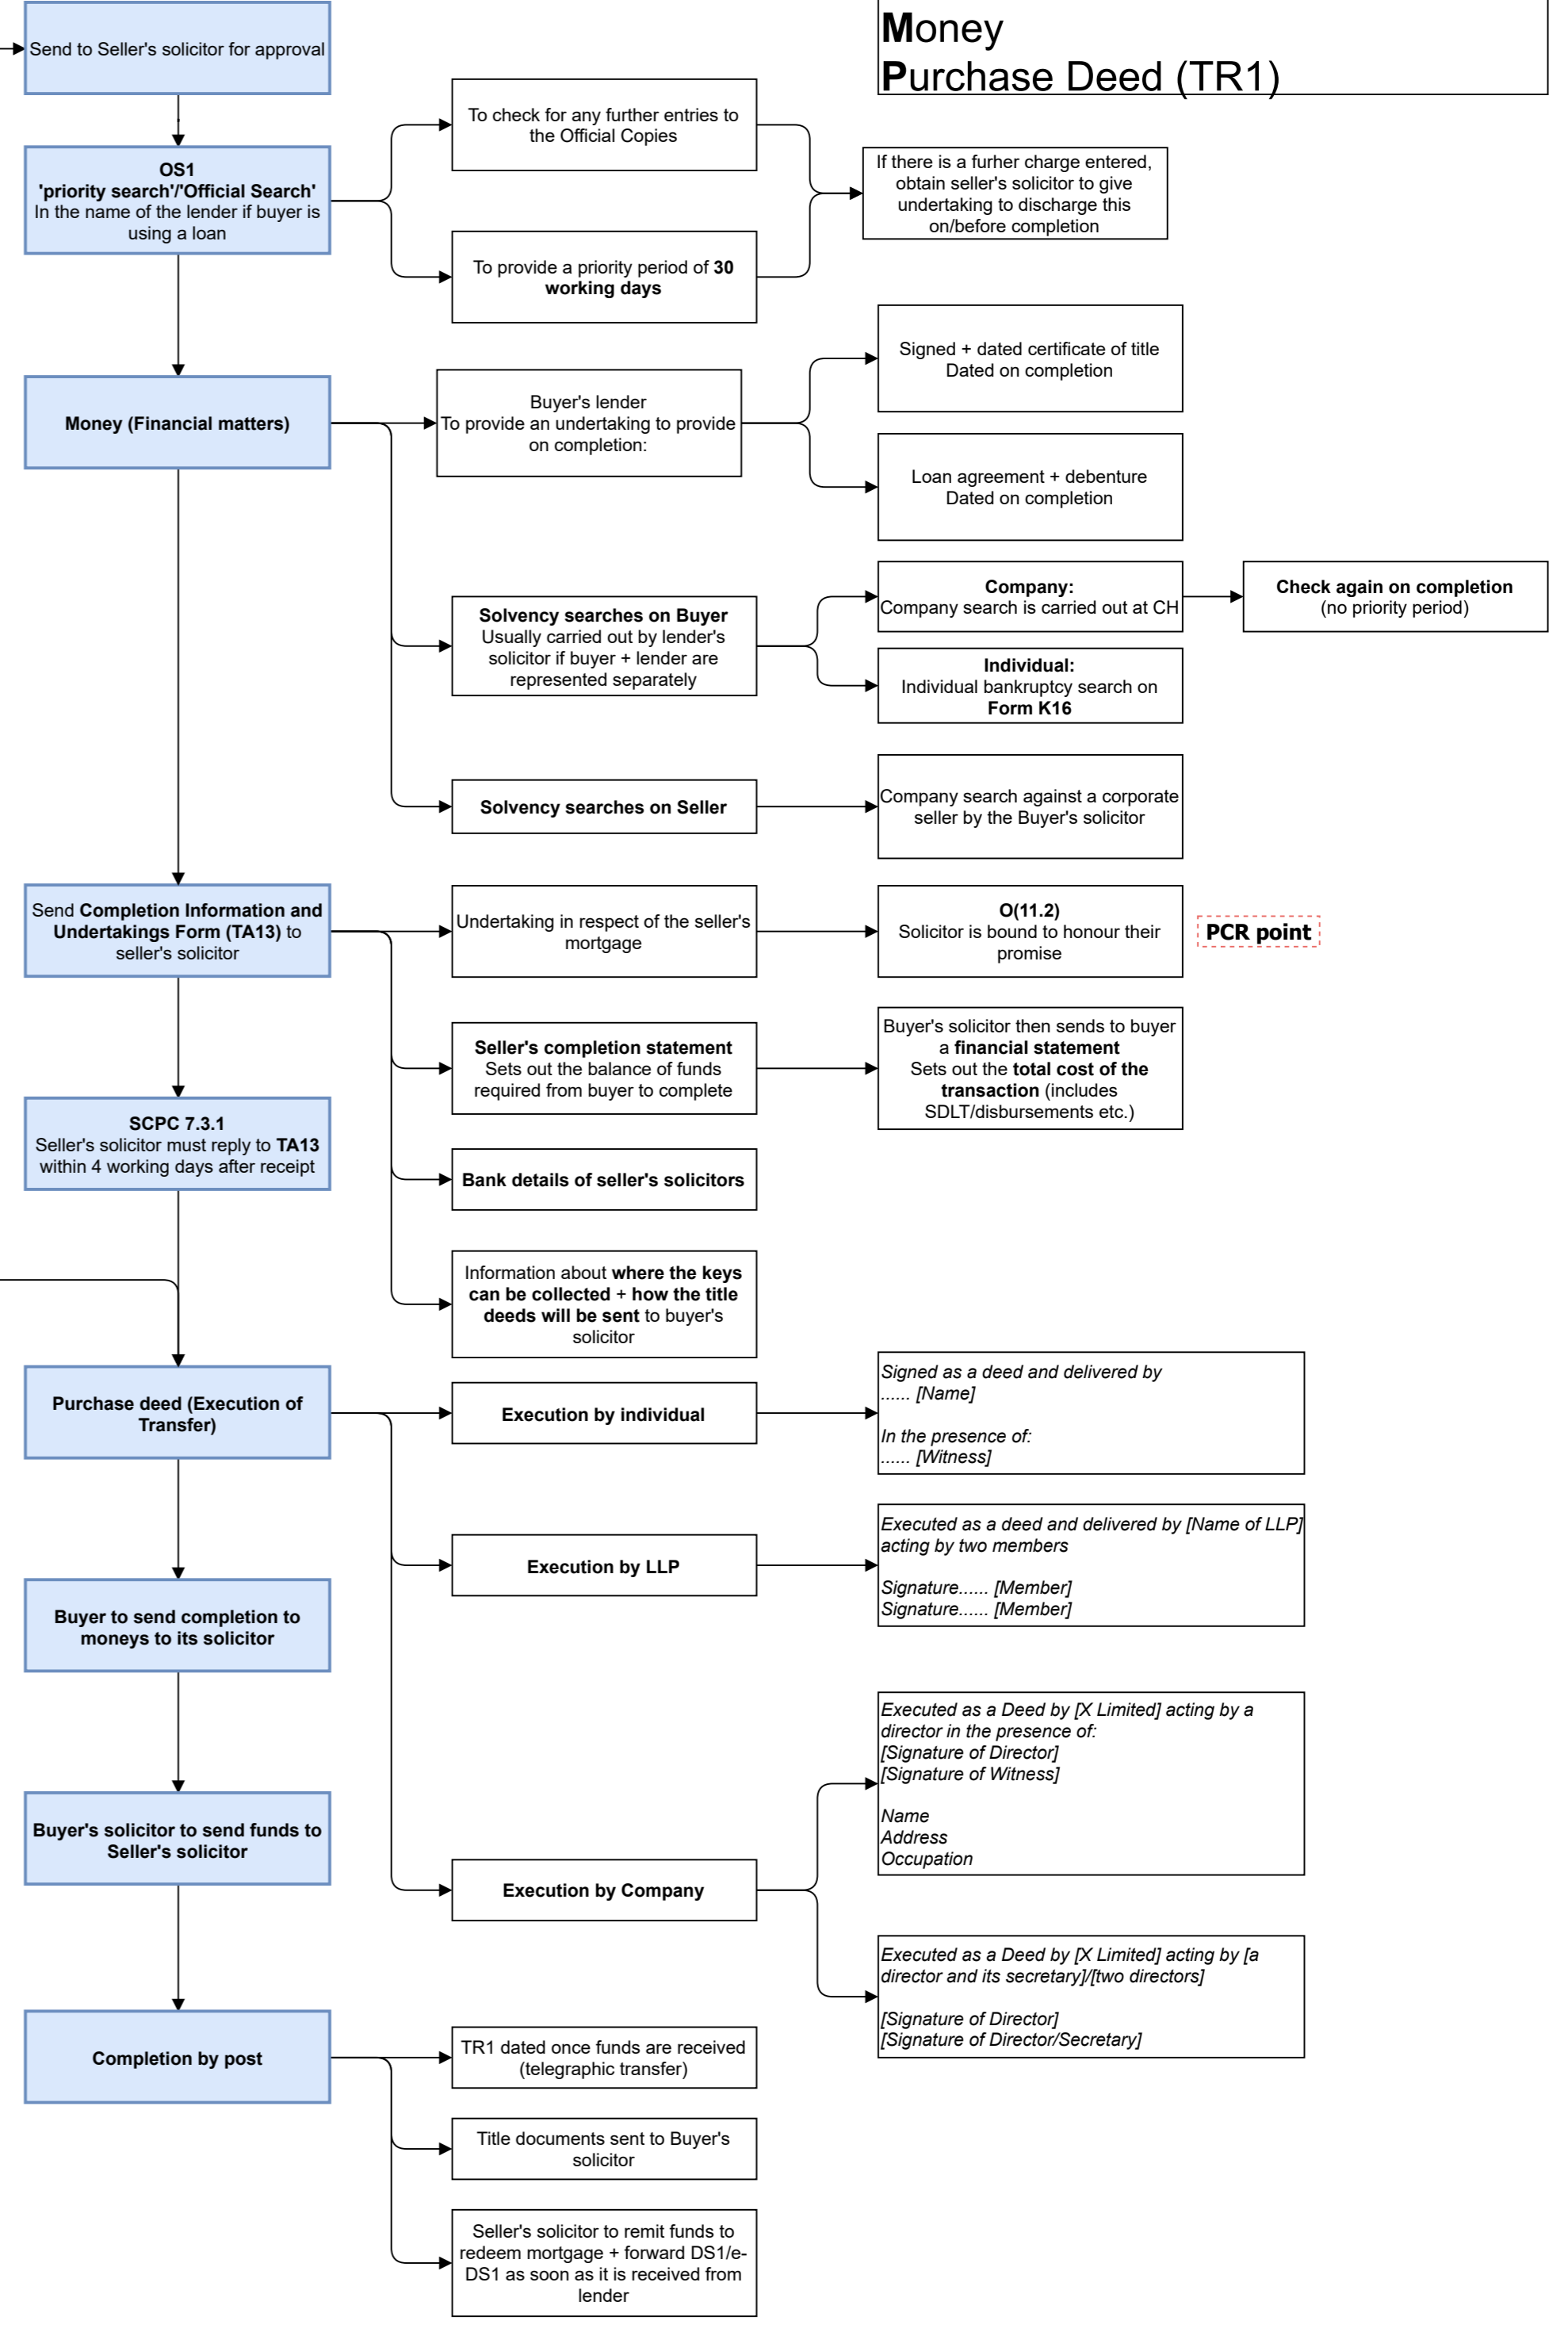 Money
Purchase Deed (TR1)
Send to Seller's solicitor for approval
OS1
'priority search'/'Official Search'
In the name of the lender if buyer is
using a loan
To check for any further entries to
the Official Copies
To provide a priority period of 30
working days
If there is a furher charge entered,
obtain seller's solicitor to give
undertaking to discharge this
on/before completion
Money (Financial matters)
Buyer's lender
To provide an undertaking to provide
on completion:
Signed + dated certificate of title
Dated on completion
Loan agreement + debenture
Dated on completion
Solvency searches on Buyer
Usually carried out by lender's
solicitor if buyer + lender are
represented separately
Company:
Company search is carried out at CH
Check again on completion
(no priority period)
Individual:
Individual bankruptcy search on
Form K16
Solvency searches on Seller
Company search against a corporate
seller by the Buyer's solicitor
Send Completion Information and
Undertakings Form (TA13) to
seller's solicitor
Undertaking in respect of the seller's
mortgage
O(11.2)
Solicitor is bound to honour their
promise
PCR point
Seller's completion statement
Sets out the balance of funds
required from buyer to complete
Buyer's solicitor then sends to buyer
a financial statement
Sets out the total cost of the
transaction (includes
SDLT/disbursements etc.)
SCPC 7.3.1
Seller's solicitor must reply to TA13
within 4 working days after receipt
Bank details of seller's solicitors
Information about where the keys
can be collected + how the title
deeds will be sent to buyer's
solicitor
Purchase deed (Execution of
Transfer)
Execution by individual
Signed as a deed and delivered by
...... [Name]
In the presence of:
...... [Witness]
Execution by LLP
Executed as a deed and delivered by [Name of LLP]
acting by two members
Signature...... [Member]
Signature...... [Member]
Buyer to send completion to
moneys to its solicitor
Buyer's solicitor to send funds to
Seller's solicitor
Execution by Company
Executed as a Deed by [X Limited] acting by a
director in the presence of:
[Signature of Director]
[Signature of Witness]
Name
Address
Occupation
Executed as a Deed by [X Limited] acting by [a
director and its secretary]/[two directors]
[Signature of Director]
[Signature of Director/Secretary]
Completion by post
TR1 dated once funds are received
(telegraphic transfer)
Title documents sent to Buyer's
solicitor
Seller's solicitor to remit funds to
redeem mortgage + forward DS1/e-
DS1 as soon as it is received from
lender